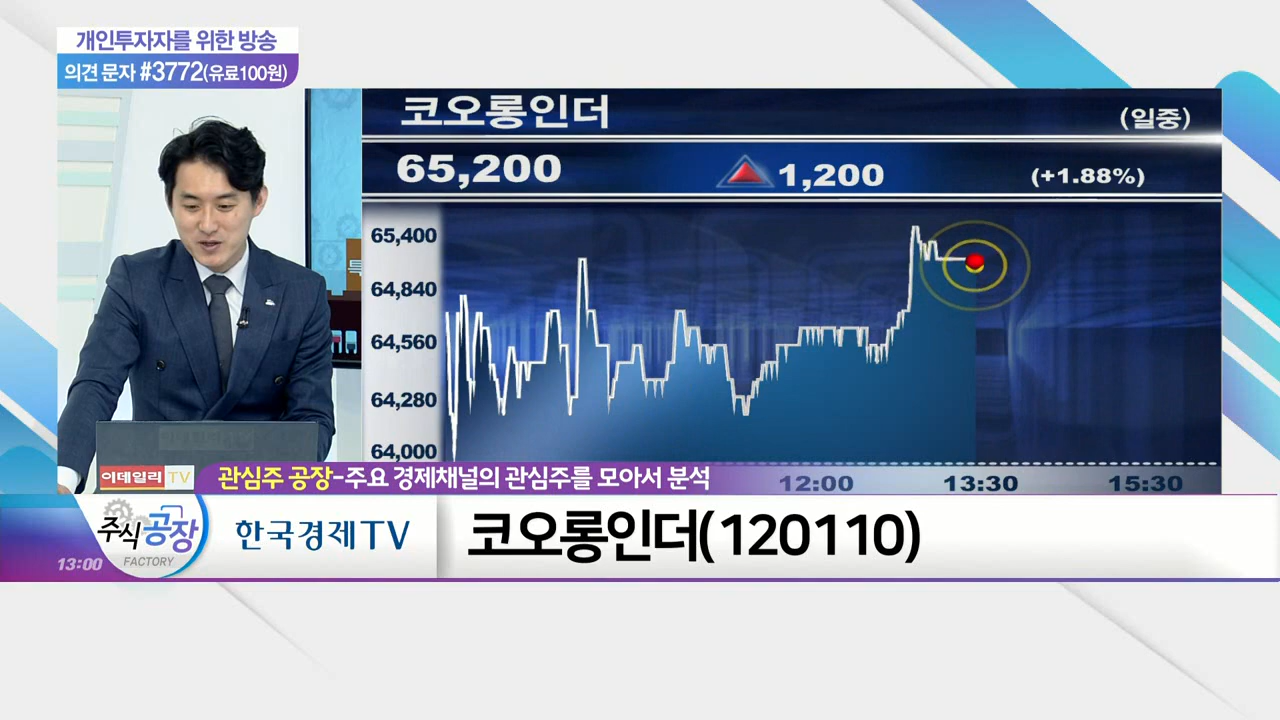 개인투자자를 위한 방송
의견 문자 #3772(유료100원)
코오롱인더 (일중)
65,200 1,200 (+1.88%)
65,400
64,840
64,560
64,280
64,000
12:00 13:30 15:30
이데일리 TV
관심주 공장-주요 경제채널의 관심주를 모아서 분석
주식공장
FACTORY
13:00
한국경제TV
코오롱인더(120110)